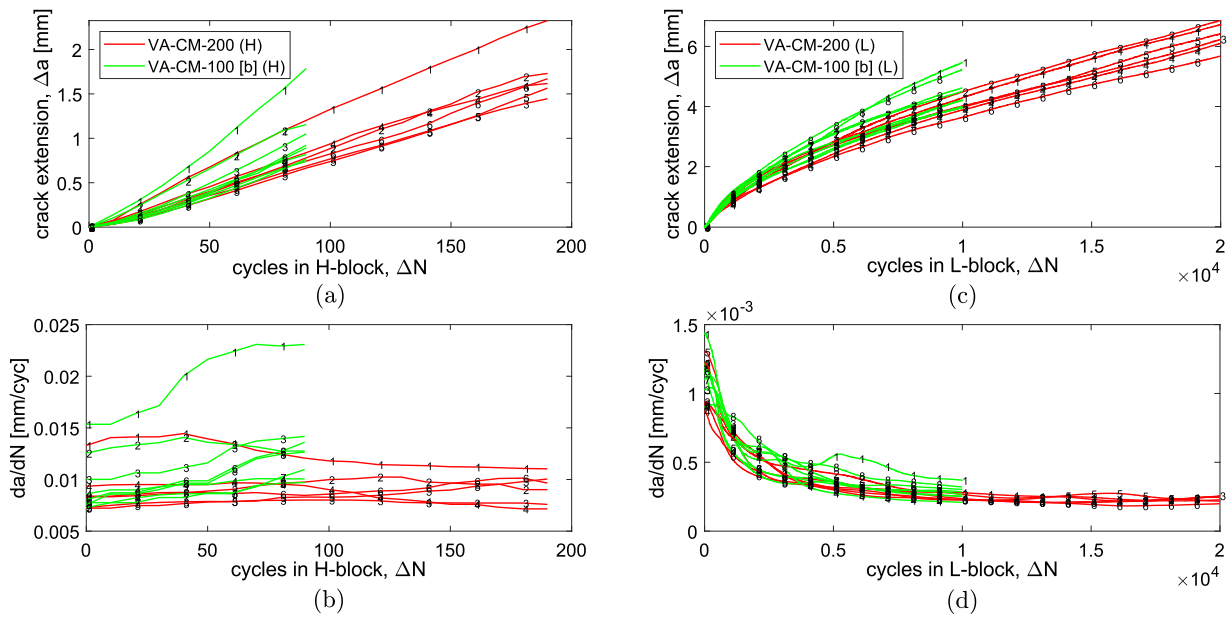 crack extension, Δa [mm]
2
1.5
1
0.5
0
VA-CM-200 (H)
VA-CM-100 [b] (H)
0 50 100 150 200
cycles in H-block, ΔN
(a)
crack extension, Δa [mm]
6
4
2
0
VA-CM-200 (L)
VA-CM-100 [b] (L)
0 0.5 1 1.5 2
cycles in L-block, ΔN
×10⁴
(c)
da/dN [mm/cyc]
0.025
0.02
0.015
0.01
0.005
0 50 100 150 200
cycles in H-block, ΔN
(b)
×10⁻³
da/dN [mm/cyc]
1.5
1
0.5
0
0 0.5 1 1.5 2
cycles in L-block, ΔN
×10⁴
(d)